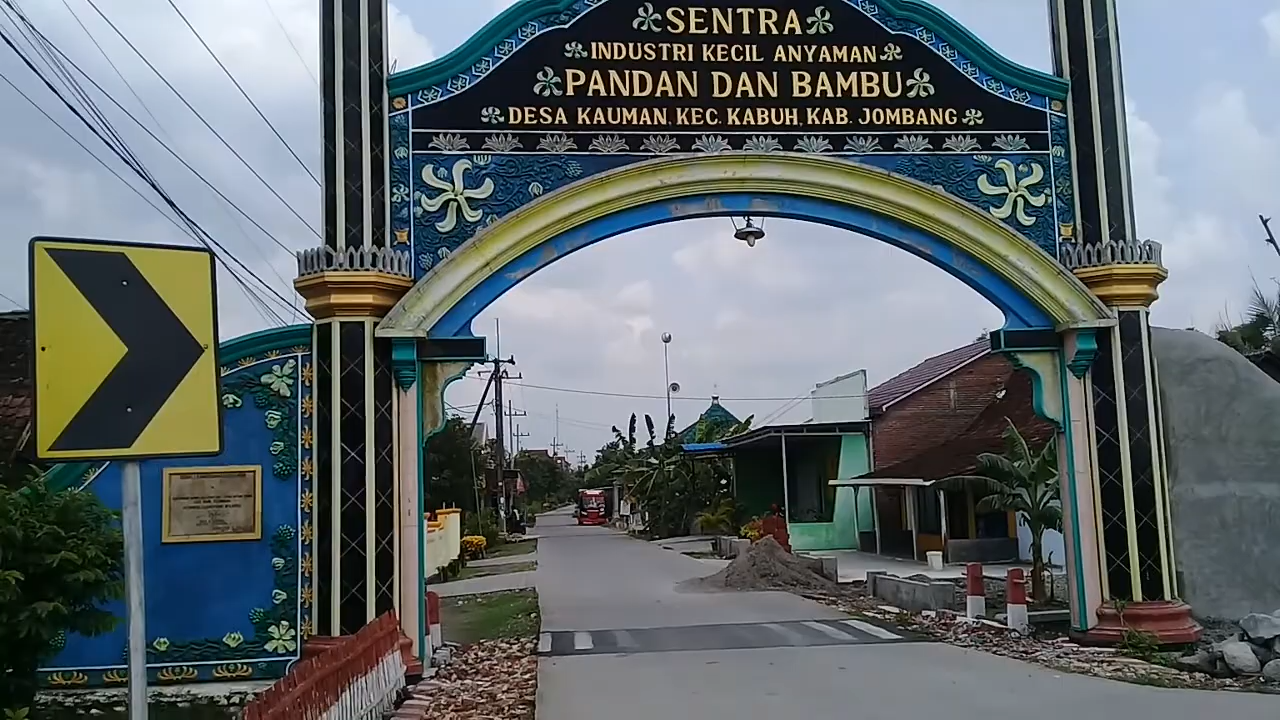 SENTRA
INDUSTRI KECIL ANYAMAN
PANDAN DAN BAMBU
DESA KAUMAN, KEC. KABUH, KAB. JOMBANG